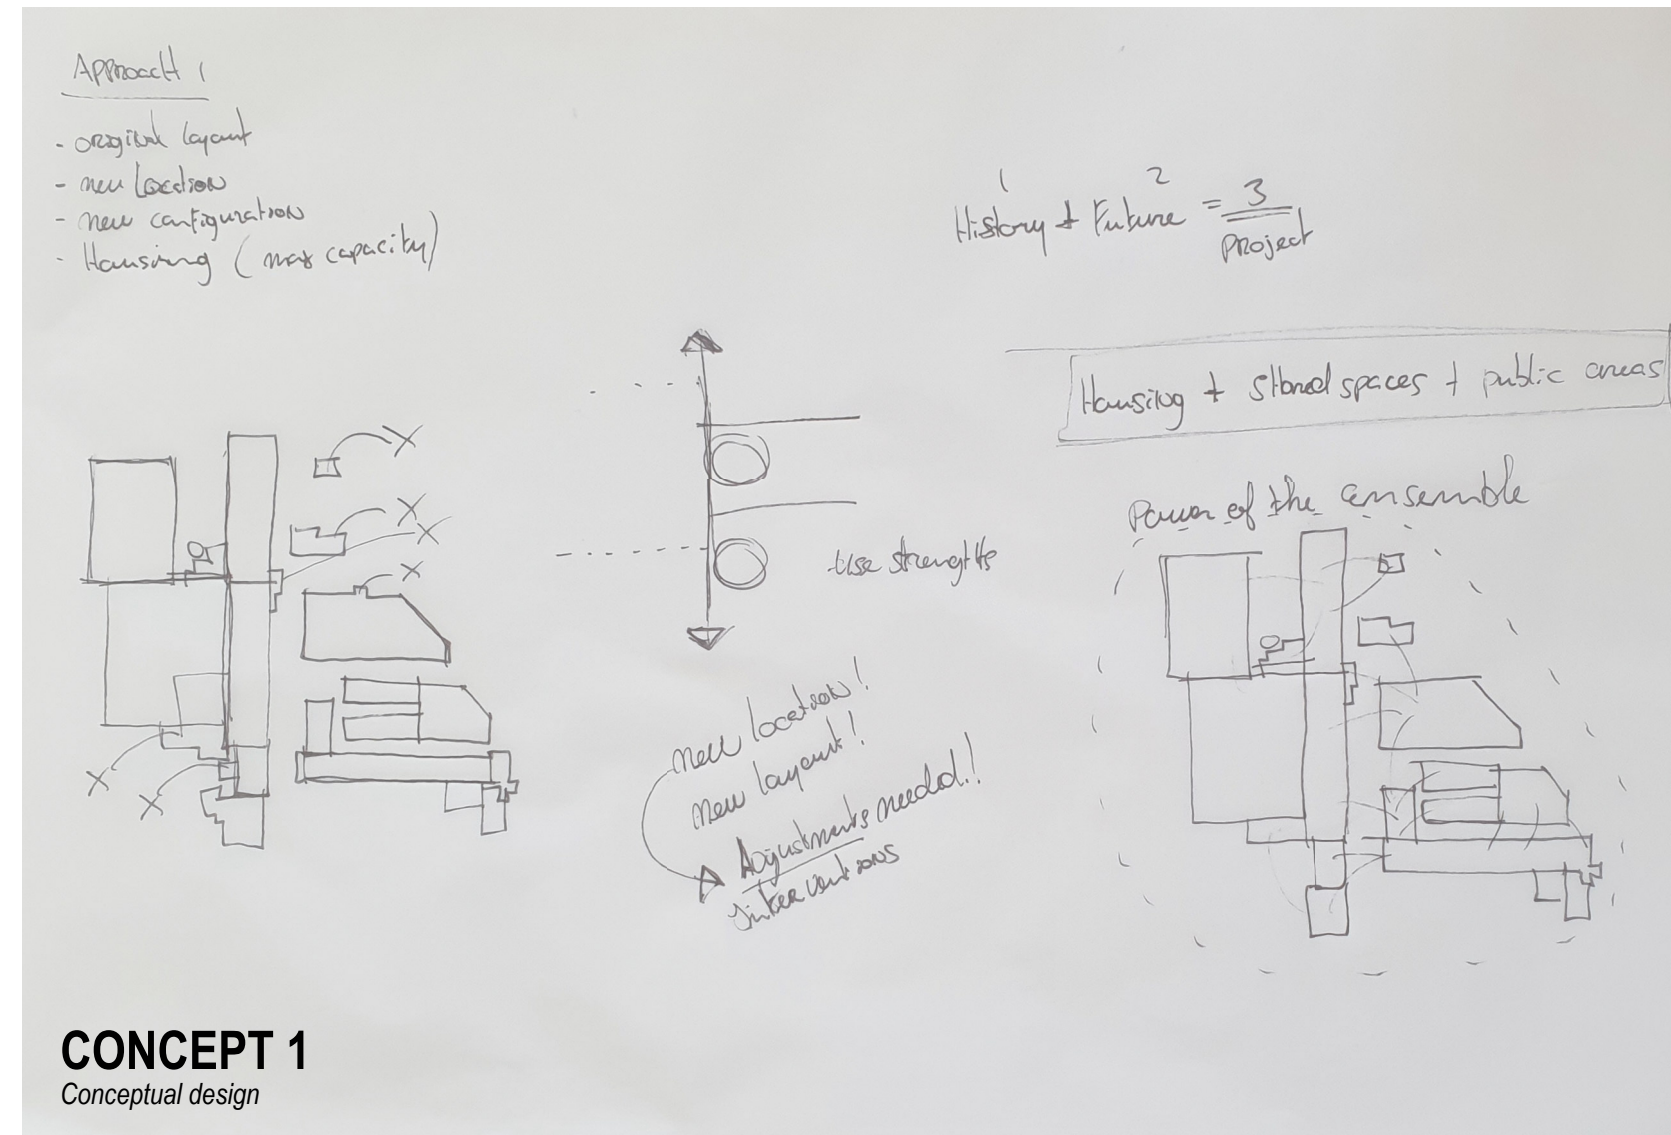 Approach 1
- original layout
- new location
- new configuration
- Housing (max capacity)
1 2
History + Future = 3
Project
Housing + shared spaces + public areas
Power of the ensemble
X
X
X
X
X
X
use strengths
new location!
new layout!
Adjustments needed!
interventions
CONCEPT 1
Conceptual design